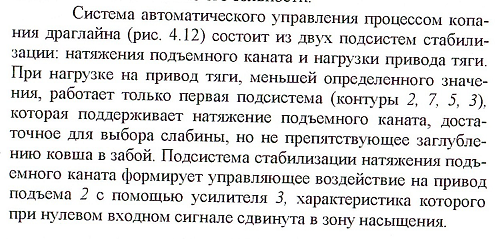 Система автоматического управления процессом копа-
ния драглайна (рис. 4.12) состоит из двух подсистем стабили-
зации: натяжения подъемного каната и нагрузки привода тяги.
При нагрузке на привод тяги, меньшей определенного значе-
ния, работает только первая подсистема (контуры 2, 7, 5, 3),
которая поддерживает натяжение подъемного каната, доста-
точное для выбора слабины, но не препятствующее заглубле-
нию ковша в забой. Подсистема стабилизации натяжения подъ-
емного каната формирует управляющее воздействие на привод
подъема 2 с помощью усилителя 3, характеристика которого
при нулевом входном сигнале сдвинута в зону насыщения.